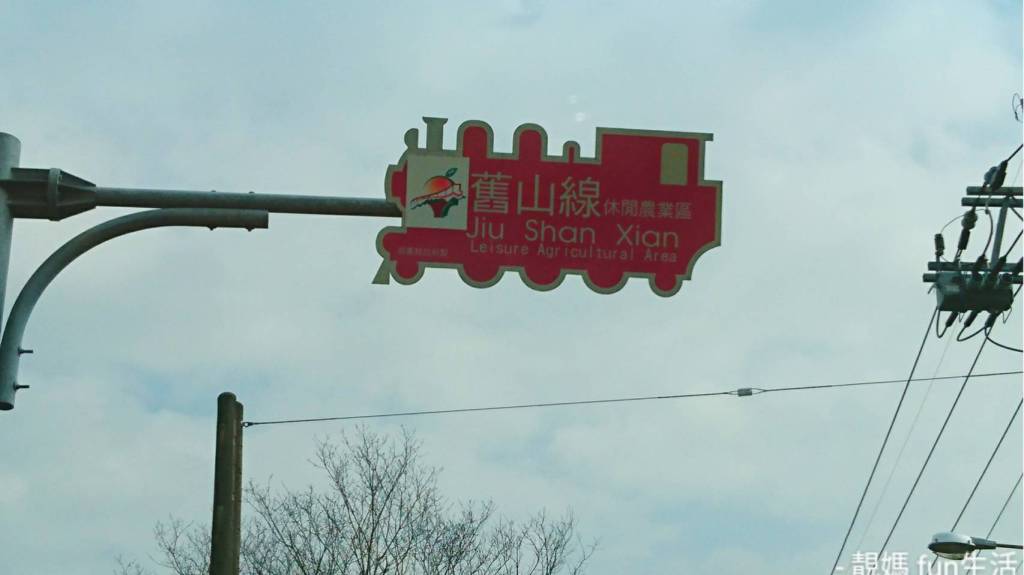 舊山線休閒農業區
Jiu Shan Xian
Leisure Agricultural Area
- 靚媽 fun生活